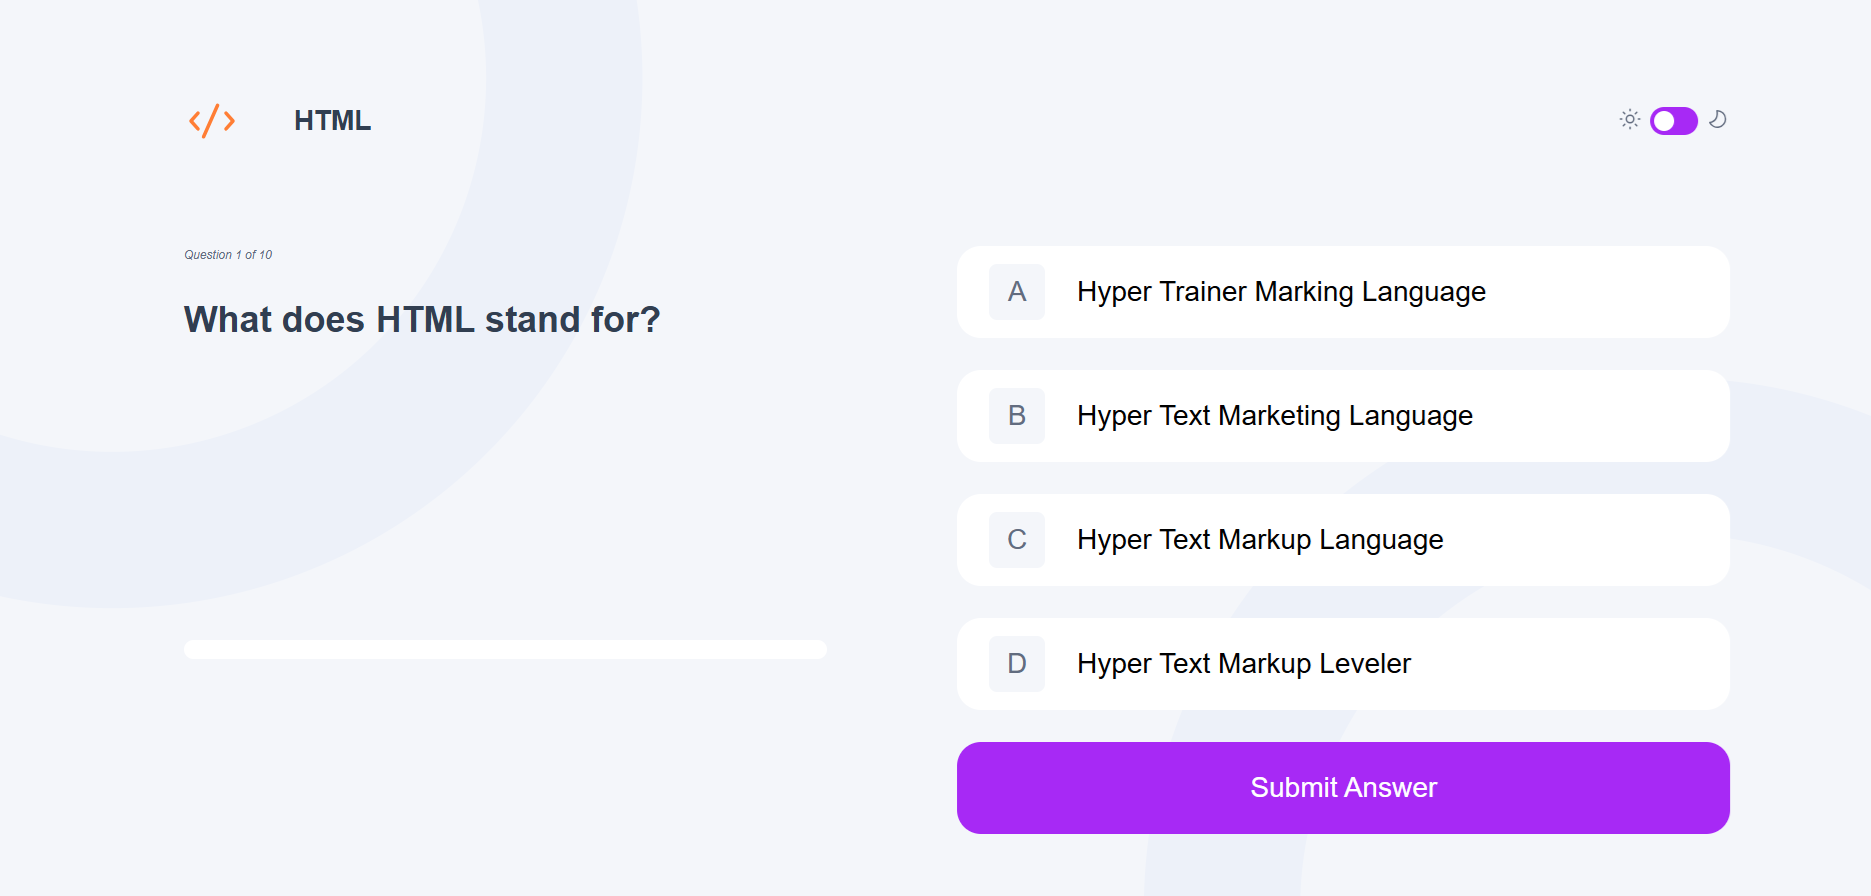 HTML
Question 1 of 10
What does HTML stand for?
A Hyper Trainer Marking Language
B Hyper Text Marketing Language
C Hyper Text Markup Language
D Hyper Text Markup Leveler
Submit Answer